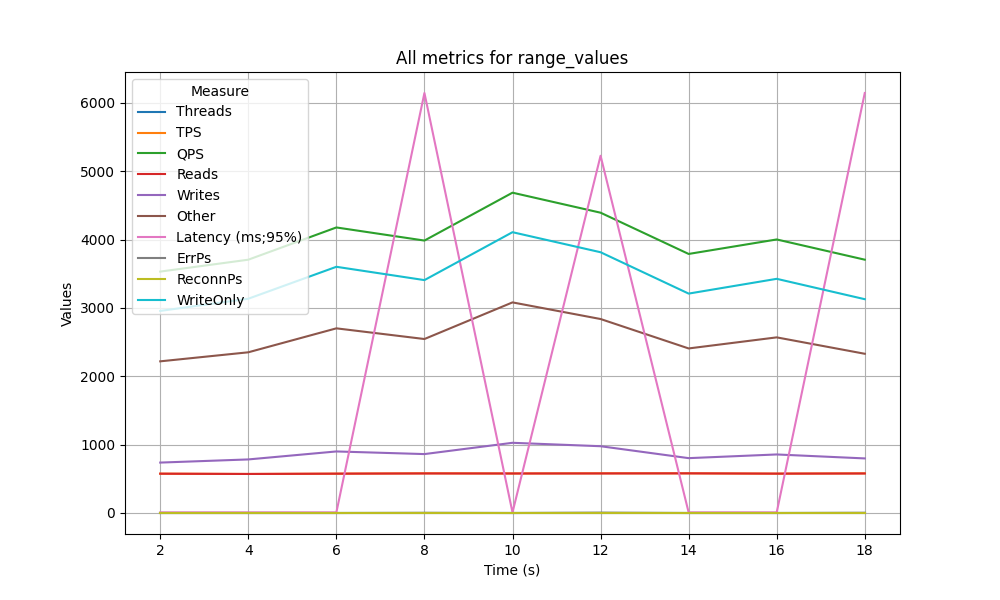 All metrics for range_values
Measure
Threads
TPS
QPS
Reads
Writes
Other
Latency (ms;95%)
ErrPs
ReconnPs
WriteOnly
6000
5000
4000
3000
2000
1000
0
Values
2 4 6 8 10 12 14 16 18
Time (s)